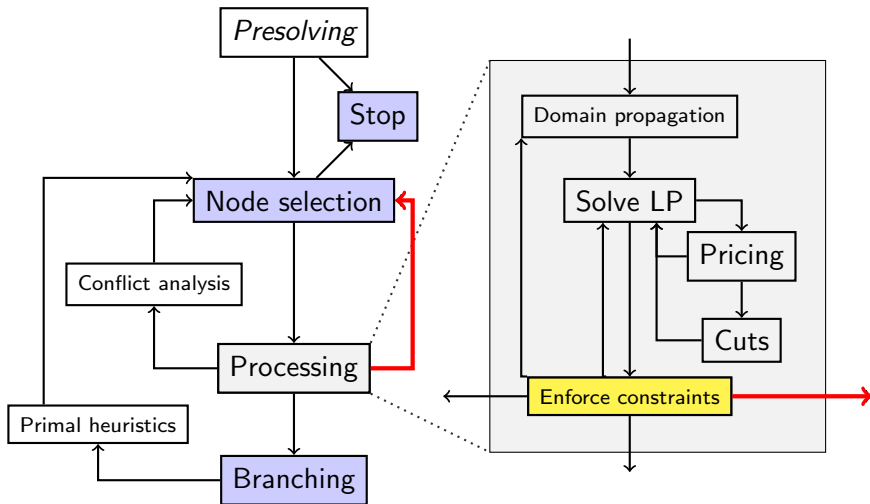 Presolving
Stop
Node selection
Conflict analysis
Processing
Primal heuristics
Branching
Domain propagation
Solve LP
Pricing
Cuts
Enforce constraints